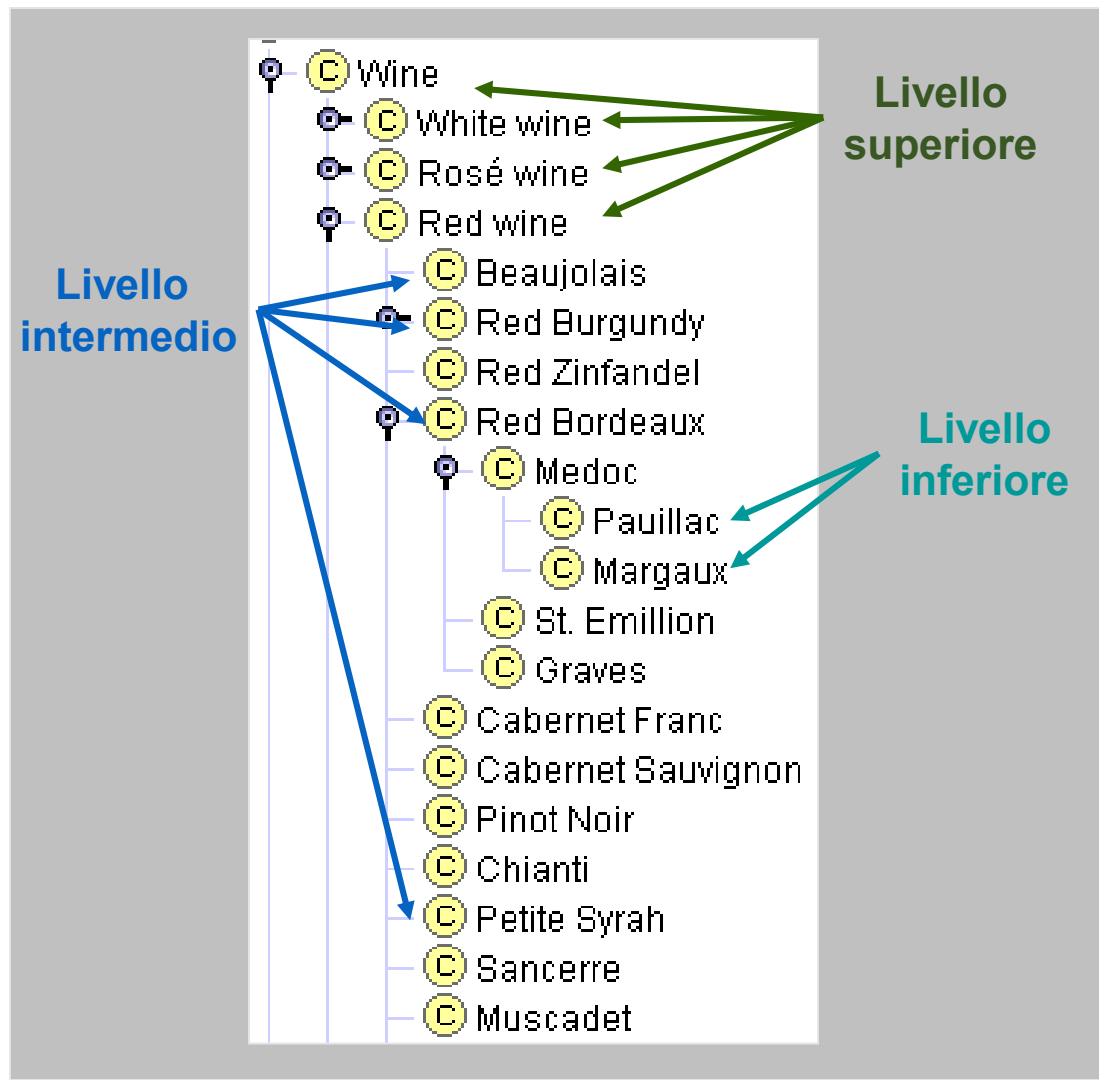 Wine
Livello
superiore
White wine
Rosé wine
Red wine
Livello
intermedio
Beaujolais
Red Burgundy
Red Zinfandel
Red Bordeaux
Livello
inferiore
Medoc
Pauillac
Margaux
St. Emillion
Graves
Cabernet Franc
Cabernet Sauvignon
Pinot Noir
Chianti
Petite Syrah
Sancerre
Muscadet